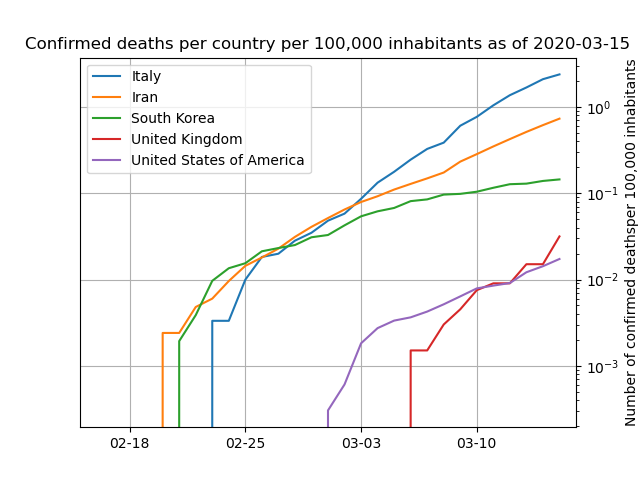 Confirmed deaths per country per 100,000 inhabitants as of 2020-03-15
Italy
Iran
South Korea
United Kingdom
United States of America
10⁰
10⁻¹
10⁻²
10⁻³
Number of confirmed deathsper 100,000 inhabitants
02-18 02-25 03-03 03-10